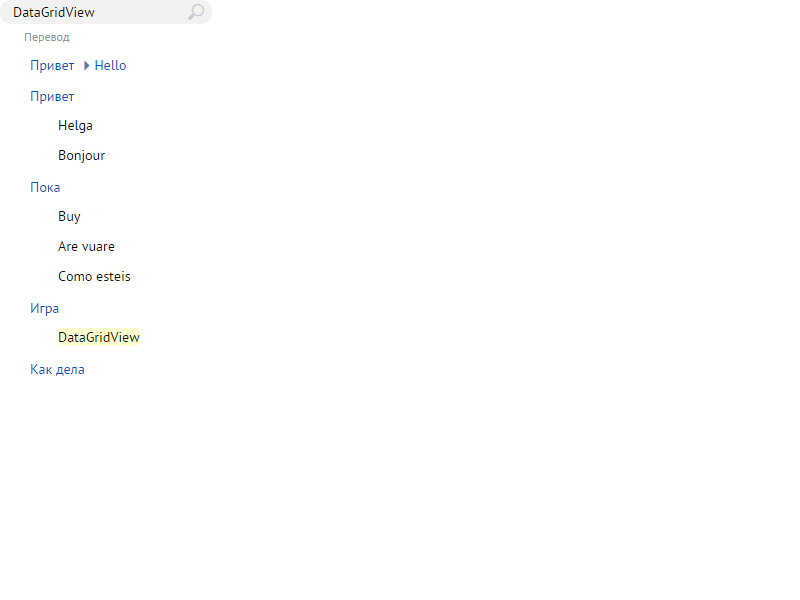 DataGridView
Перевод
Привет Hello
Привет
Helga
Bonjour
Пока
Buy
Are vuare
Como esteis
Игра
DataGridView
Как дела